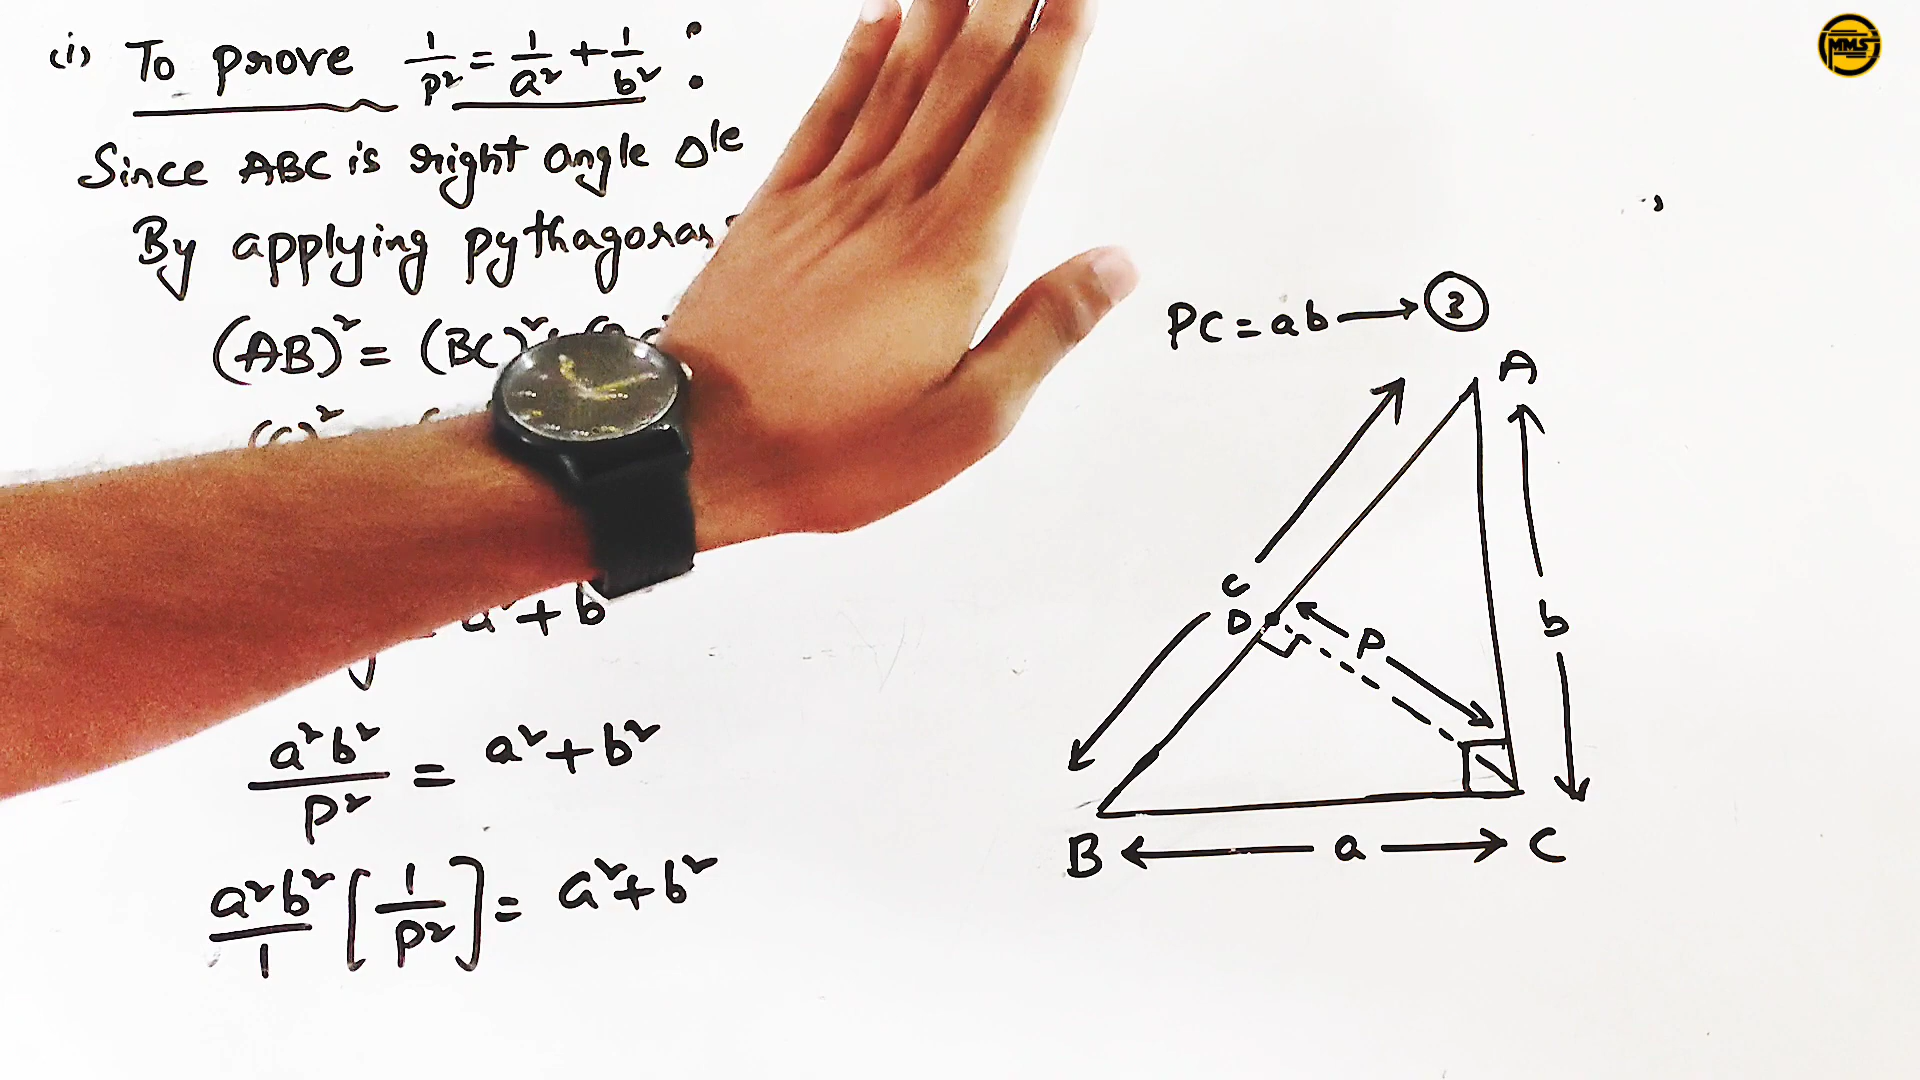 (i) To prove 1/p² = 1/a² + 1/b² :
Since ABC is right angle Δle
By applying pythagoras
(AB)² = (BC)²
(c)²
a² + b
a²b²/p² = a² + b²
a²b²/1 [1/p²] = a² + b²
MMS
PC = ab → 3
A
c
D
p
b
B ← a → C